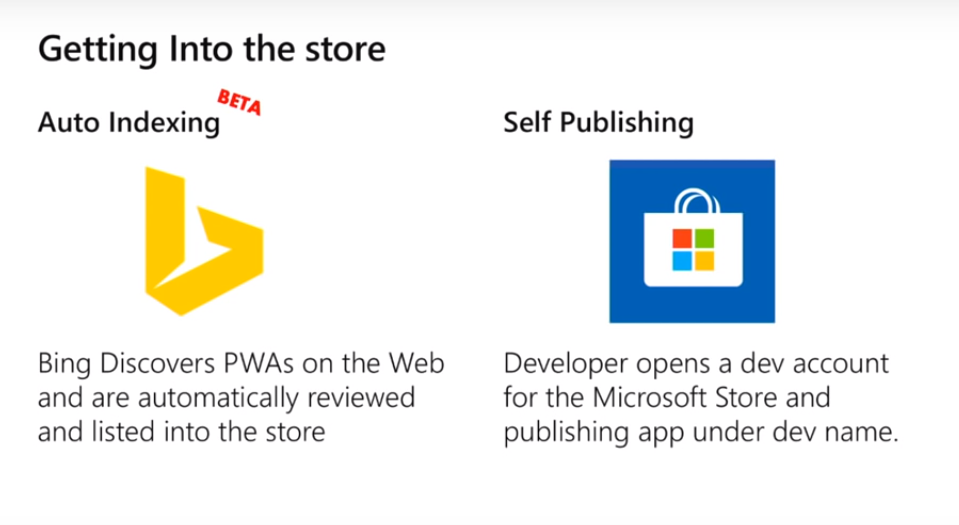 Getting Into the store
BETA
Auto Indexing
Self Publishing
Bing Discovers PWAs on the Web
and are automatically reviewed
and listed into the store
Developer opens a dev account
for the Microsoft Store and
publishing app under dev name.